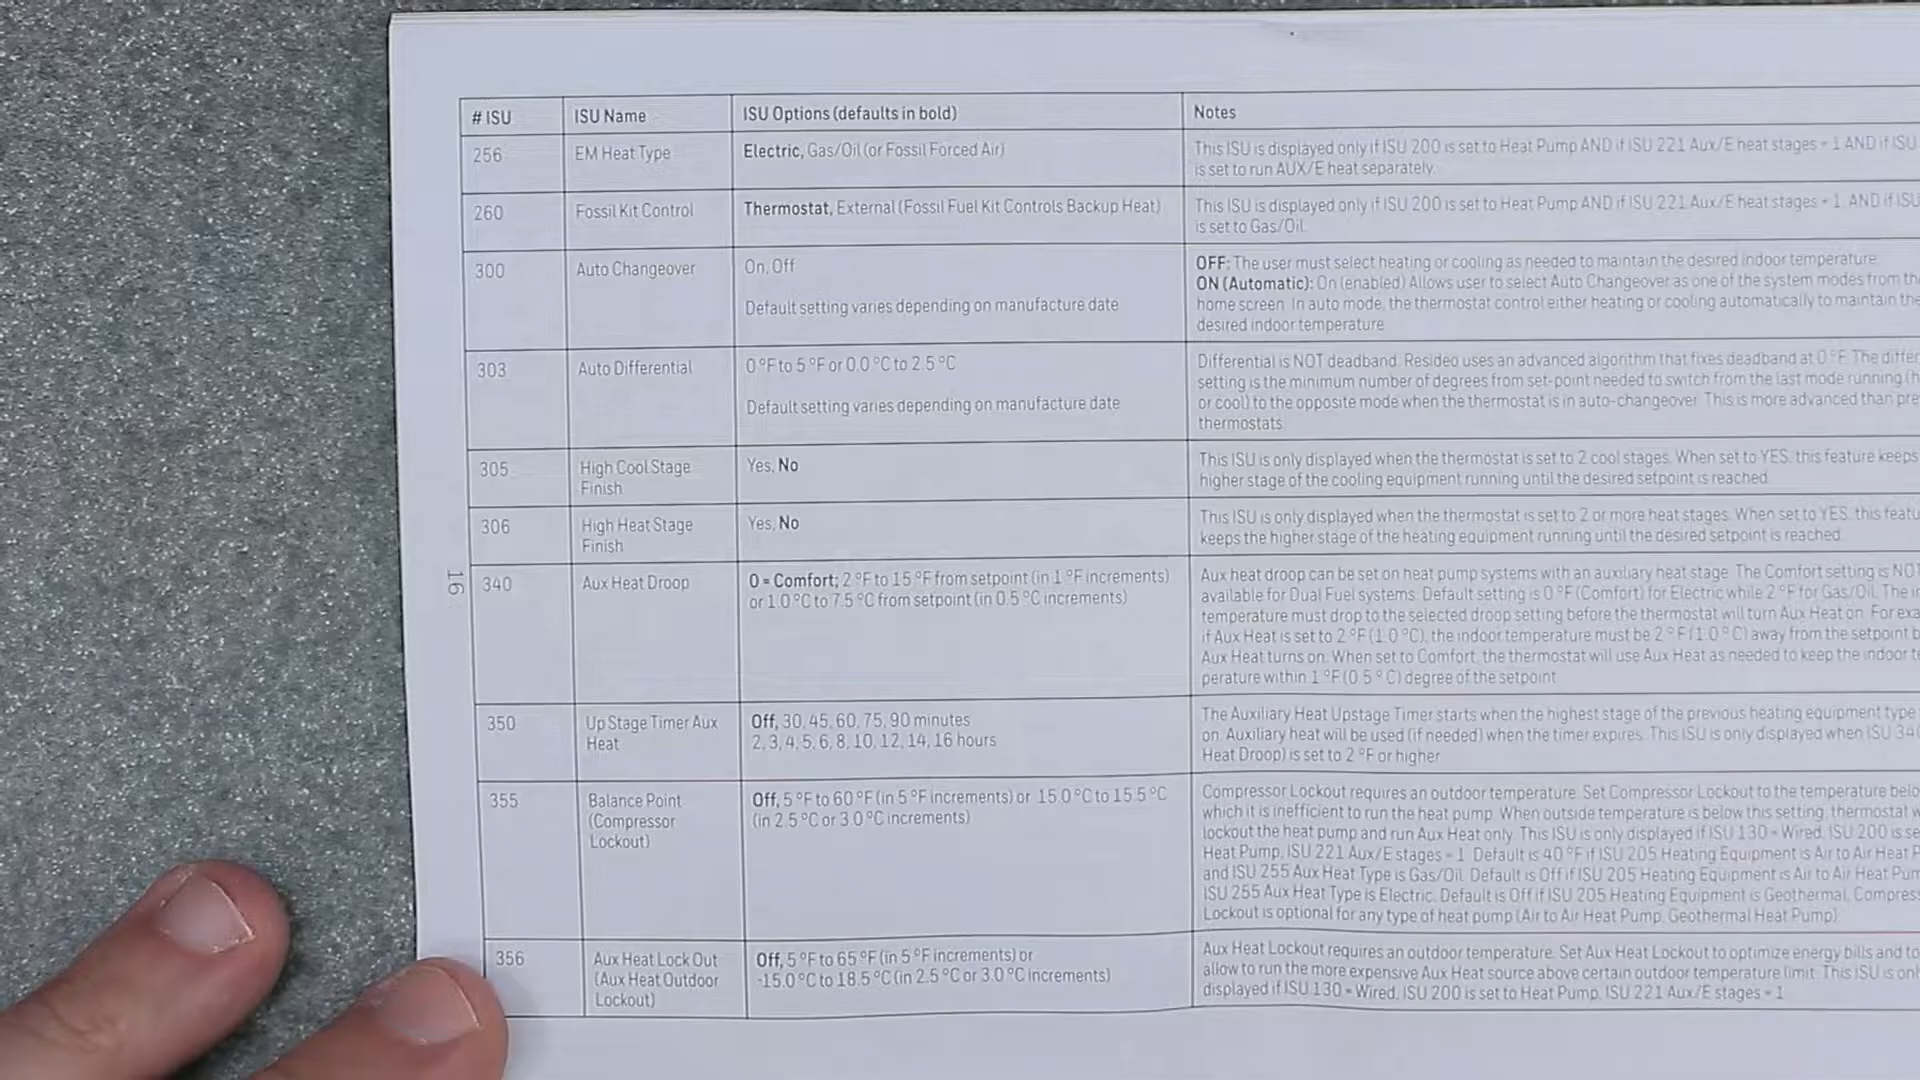 # ISU ISU Name ISU Options (defaults in bold) Notes
256 EM Heat Type Electric, Gas/Oil (or Fossil Forced Air) This ISU is displayed only if ISU 200 is set to Heat Pump AND if ISU 221 Aux/E heat stages = 1 AND if ISU
is set to run AUX/E heat separately.
260 Fossil Kit Control Thermostat, External (Fossil Fuel Kit Controls Backup Heat) This ISU is displayed only if ISU 200 is set to Heat Pump AND if ISU 221 Aux/E heat stages = 1, AND if ISU
is set to Gas/Oil.
300 Auto Changeover On, Off
Default setting varies depending on manufacture date
OFF: The user must select heating or cooling as needed to maintain the desired indoor temperature.
ON (Automatic): On (enabled) Allows user to select Auto Changeover as one of the system modes from
home screen. In auto mode, the thermostat control either heating or cooling automatically to maintain
desired indoor temperature.
303 Auto Differential 0 °F to 5 °F or 0.0 °C to 2.5 °C
Default setting varies depending on manufacture date
Differential is NOT deadband. Resideo uses an advanced algorithm that fixes deadband at 0 °F. The
setting is the minimum number of degrees from set-point needed to switch from the last mode running
or cool) to the opposite mode when the thermostat is in auto-changeover. This is more advanced than
thermostats.
305 High Cool Stage
Finish
Yes, No
This ISU is only displayed when the thermostat is set to 2 cool stages. When set to YES, this feature keeps
higher stage of the cooling equipment running until the desired setpoint is reached.
306 High Heat Stage
Finish
Yes, No
This ISU is only displayed when the thermostat is set to 2 or more heat stages. When set to YES, this
keeps the higher stage of the heating equipment running until the desired setpoint is reached.
340 Aux Heat Droop 0 = Comfort; 2 °F to 15 °F from setpoint (in 1 °F increments)
or 1.0 °C to 7.5 °C from setpoint (in 0.5 °C increments)
Aux heat droop can be set on heat pump systems with an auxiliary heat stage. The Comfort setting is
available for Dual Fuel systems. Default setting is 0 °F (Comfort) for Electric while 2 °F for Gas/Oil. The
temperature must drop to the selected droop setting before the thermostat will turn Aux Heat on. For
if Aux Heat is set to 2 °F (1.0 °C), the indoor temperature must be 2 °F (1.0 °C) away from the setpoint
Aux Heat turns on. When set to Comfort, the thermostat will use Aux Heat as needed to keep the indoor
perature within 1 °F (0.5 °C) degree of the setpoint
350 Up Stage Timer Aux
Heat
Off, 30, 45, 60, 75, 90 minutes
2, 3, 4, 5, 6, 8, 10, 12, 14, 16 hours
The Auxiliary Heat Upstage Timer starts when the highest stage of the previous heating equipment type
on. Auxiliary heat will be used (if needed) when the timer expires. This ISU is only displayed when ISU
Heat Droop) is set to 2 °F or higher
355 Balance Point
(Compressor
Lockout)
Off, 5 °F to 60 °F (in 5 °F increments) or 15.0 °C to 15.5 °C
(in 2.5 °C or 3.0 °C increments)
Compressor Lockout requires an outdoor temperature. Set Compressor Lockout to the temperature
which it is inefficient to run the heat pump. When outside temperature is below this setting, thermostat
lockout the heat pump and run Aux Heat only. This ISU is only displayed if ISU 130 = Wired, ISU 200 is
Heat Pump, ISU 221 Aux/E stages = 1. Default is 40 °F if ISU 205 Heating Equipment is Air to Air Heat
and ISU 255 Aux Heat Type is Gas/Oil. Default is Off if ISU 205 Heating Equipment is Air to Air Heat
ISU 255 Aux Heat Type is Electric. Default is Off if ISU 205 Heating Equipment is Geothermal,
Lockout is optional for any type of heat pump (Air to Air Heat Pump, Geothermal Heat Pump).
356 Aux Heat Lock Out
(Aux Heat Outdoor
Lockout)
Off, 5 °F to 65 °F (in 5 °F increments) or
-15.0 °C to 18.5 °C (in 2.5 °C or 3.0 °C increments)
Aux Heat Lockout requires an outdoor temperature. Set Aux Heat Lockout to optimize energy bills and
allow to run the more expensive Aux Heat source above certain outdoor temperature limit. This ISU is
displayed if ISU 130 = Wired, ISU 200 is set to Heat Pump, ISU 221 Aux/E stages = 1
16